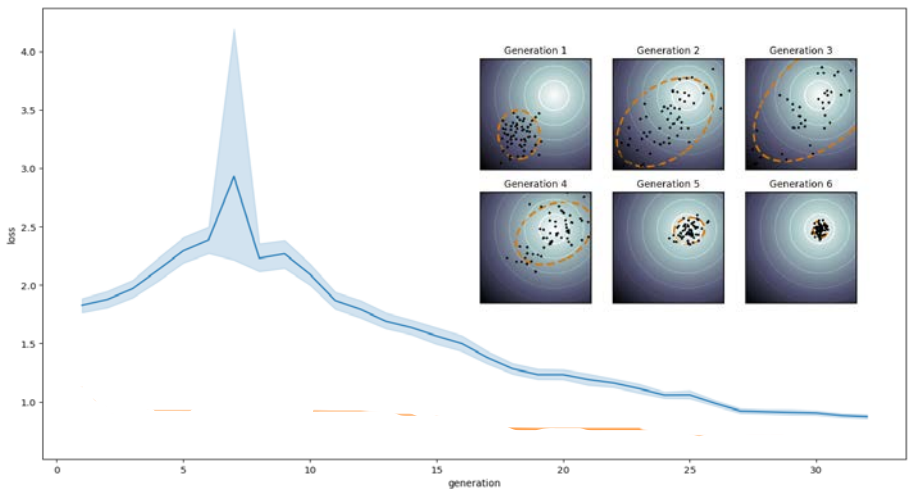 Generation 1
Generation 2
Generation 3
Generation 4
Generation 5
Generation 6
4.0
3.5
3.0
2.5
2.0
1.5
1.0
loss
0
5
10
15
20
25
30
generation